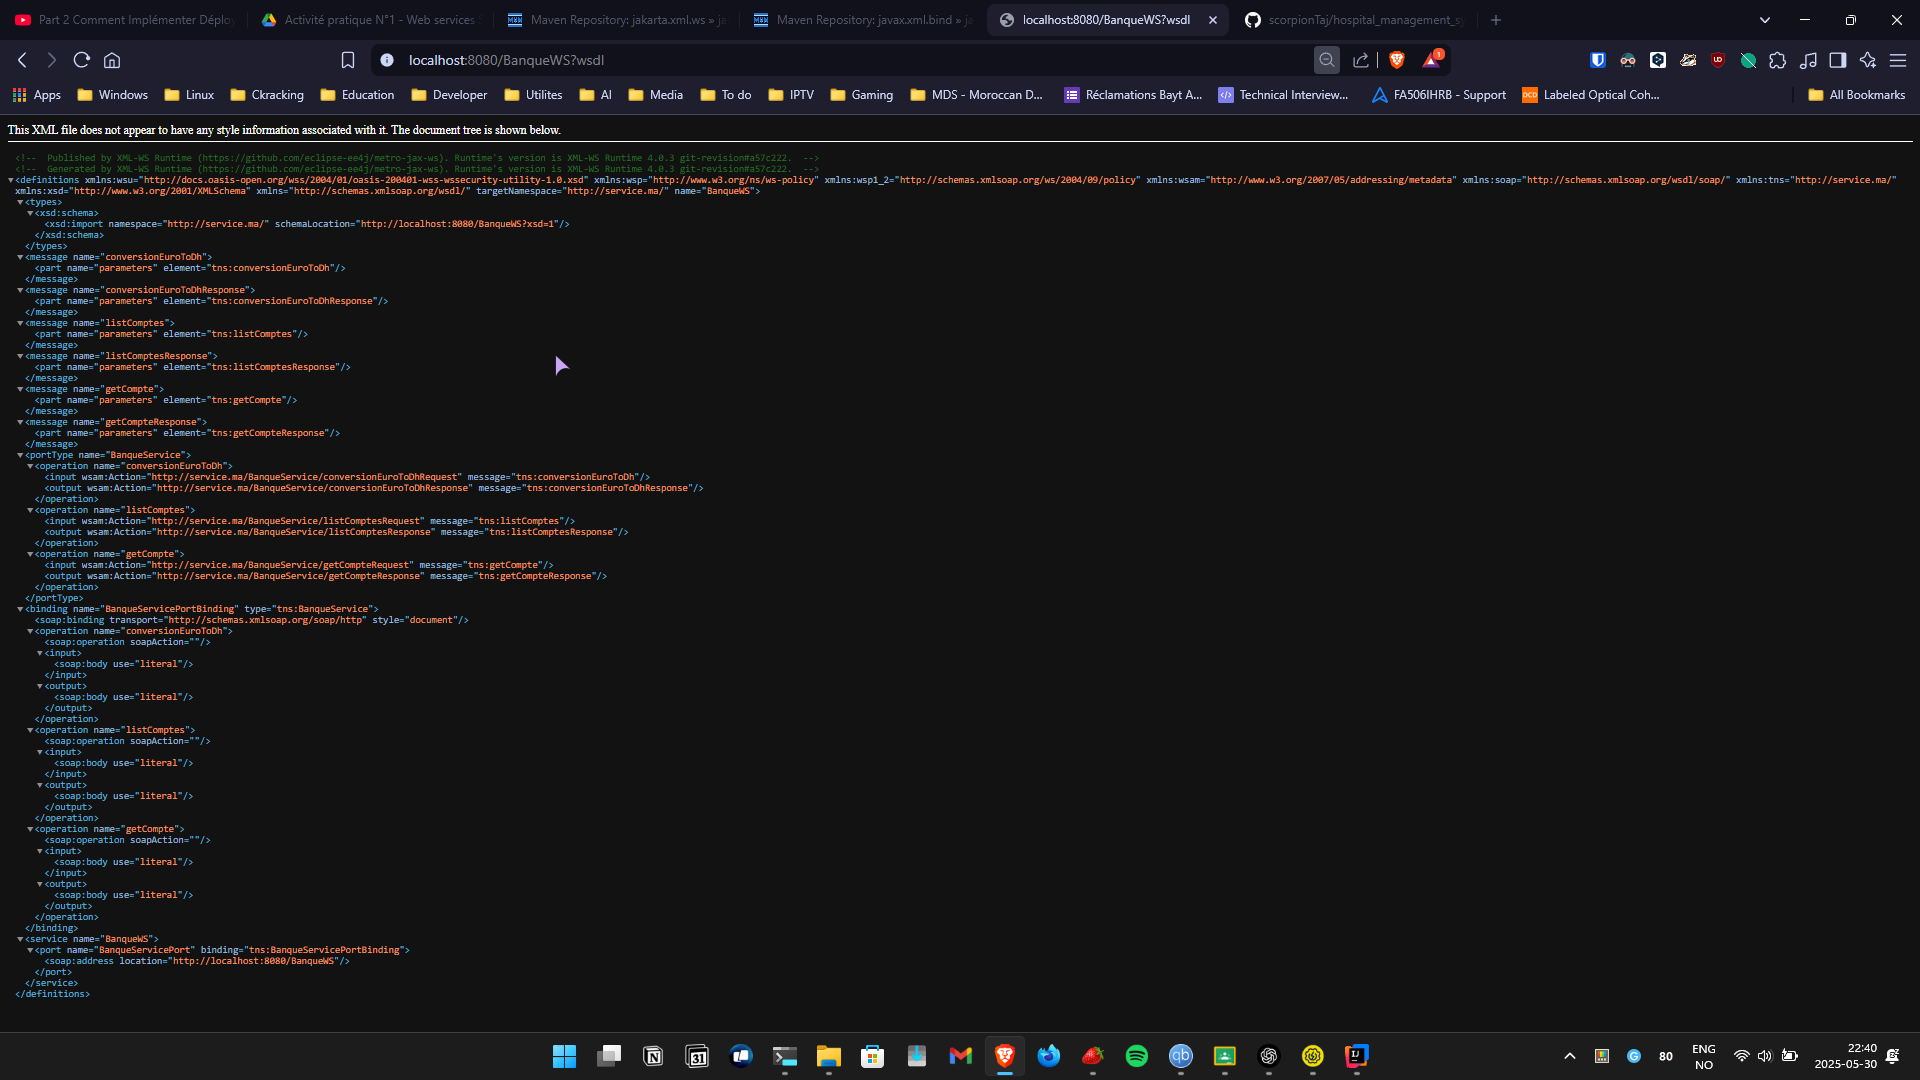 Part 2 Comment Implémenter Déplo
Activité pratique N°1 - Web services S
Maven Repository: jakarta.xml.ws » ja
Maven Repository: javax.xml.bind » ja
localhost:8080/BanqueWS?wsdl
scorpionTaj/hospital_management_sy
localhost:8080/BanqueWS?wsdl
1
Apps
Windows
Linux
Ckracking
Education
Developer
Utilites
AI
Media
To do
IPTV
Gaming
MDS - Moroccan D...
Réclamations Bayt A...
Technical Interview...
FA506IHRB - Support
Labeled Optical Coh...
All Bookmarks
This XML file does not appear to have any style information associated with it. The document tree is shown below.
<!-- Published by XML-WS Runtime (https://github.com/eclipse-ee4j/metro-jax-ws). Runtime's version is XML-WS Runtime 4.0.3 git-revision#a57c222. -->
<!-- Generated by XML-WS Runtime (https://github.com/eclipse-ee4j/metro-jax-ws). Runtime's version is XML-WS Runtime 4.0.3 git-revision#a57c222. -->
<definitions xmlns:wsu="http://docs.oasis-open.org/wss/2004/01/oasis-200401-wss-wssecurity-utility-1.0.xsd" xmlns:wsp="http://www.w3.org/ns/ws-policy" xmlns:wsp1_2="http://schemas.xmlsoap.org/ws/2004/09/policy" xmlns:wsam="http://www.w3.org/2007/05/addressing/metadata" xmlns:soap="http://schemas.xmlsoap.org/wsdl/soap/" xmlns:tns="http://service.ma/"
xmlns:xsd="http://www.w3.org/2001/XMLSchema" xmlns="http://schemas.xmlsoap.org/wsdl/" targetNamespace="http://service.ma/" name="BanqueWS">
<types>
<xsd:schema>
<xsd:import namespace="http://service.ma/" schemaLocation="http://localhost:8080/BanqueWS?xsd=1"/>
</xsd:schema>
</types>
<message name="conversionEuroToDh">
<part name="parameters" element="tns:conversionEuroToDh"/>
</message>
<message name="conversionEuroToDhResponse">
<part name="parameters" element="tns:conversionEuroToDhResponse"/>
</message>
<message name="listComptes">
<part name="parameters" element="tns:listComptes"/>
</message>
<message name="listComptesResponse">
<part name="parameters" element="tns:listComptesResponse"/>
</message>
<message name="getCompte">
<part name="parameters" element="tns:getCompte"/>
</message>
<message name="getCompteResponse">
<part name="parameters" element="tns:getCompteResponse"/>
</message>
<portType name="BanqueService">
<operation name="conversionEuroToDh">
<input wsam:Action="http://service.ma/BanqueService/conversionEuroToDhRequest" message="tns:conversionEuroToDh"/>
<output wsam:Action="http://service.ma/BanqueService/conversionEuroToDhResponse" message="tns:conversionEuroToDhResponse"/>
</operation>
<operation name="listComptes">
<input wsam:Action="http://service.ma/BanqueService/listComptesRequest" message="tns:listComptes"/>
<output wsam:Action="http://service.ma/BanqueService/listComptesResponse" message="tns:listComptesResponse"/>
</operation>
<operation name="getCompte">
<input wsam:Action="http://service.ma/BanqueService/getCompteRequest" message="tns:getCompte"/>
<output wsam:Action="http://service.ma/BanqueService/getCompteResponse" message="tns:getCompteResponse"/>
</operation>
</portType>
<binding name="BanqueServicePortBinding" type="tns:BanqueService">
<soap:binding transport="http://schemas.xmlsoap.org/soap/http" style="document"/>
<operation name="conversionEuroToDh">
<soap:operation soapAction=""/>
<input>
<soap:body use="literal"/>
</input>
<output>
<soap:body use="literal"/>
</output>
</operation>
<operation name="listComptes">
<soap:operation soapAction=""/>
<input>
<soap:body use="literal"/>
</input>
<output>
<soap:body use="literal"/>
</output>
</operation>
<operation name="getCompte">
<soap:operation soapAction=""/>
<input>
<soap:body use="literal"/>
</input>
<output>
<soap:body use="literal"/>
</output>
</operation>
</binding>
<service name="BanqueWS">
<port name="BanqueServicePort" binding="tns:BanqueServicePortBinding">
<soap:address location="http://localhost:8080/BanqueWS"/>
</port>
</service>
</definitions>
31
80
ENG
NO
22:40
2025-05-30